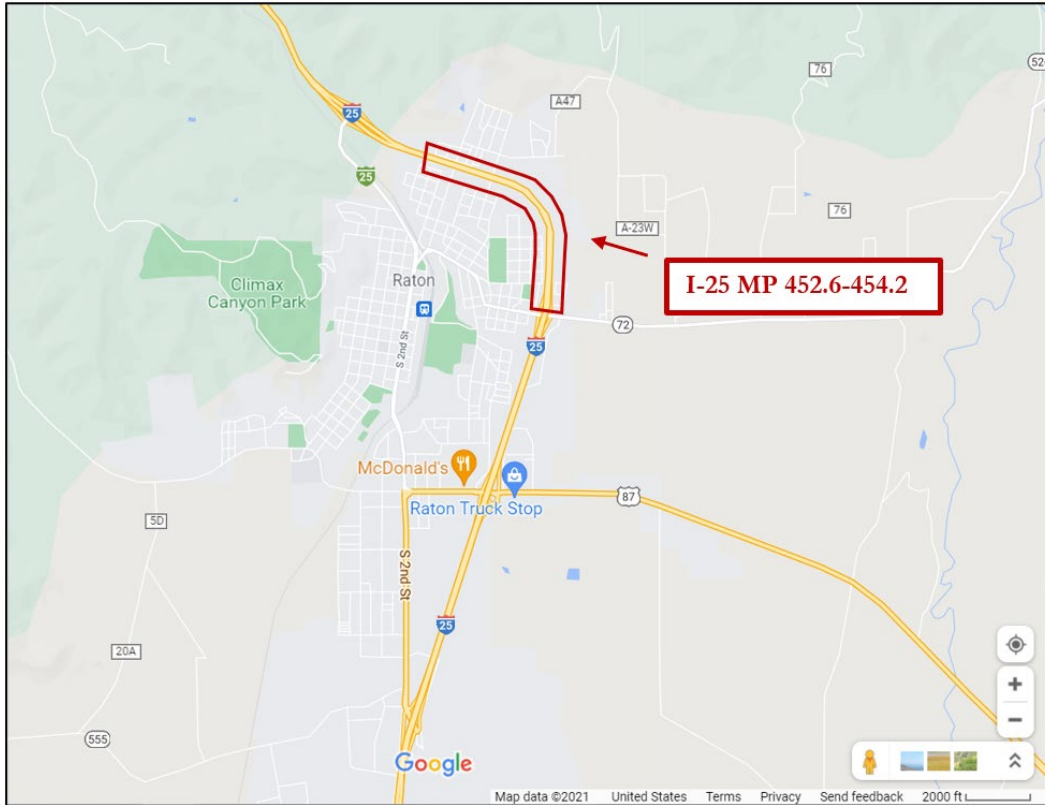 76
526
A47
25
25
76
A-23W
Raton
I-25 MP 452.6-454.2
Climax
Canyon Park
72
25
S 2nd St
McDonald's
Raton Truck Stop
87
5D
S 2nd St
25
20A
555
Google
Map data ©2021 United States Terms Privacy Send feedback 2000 ft